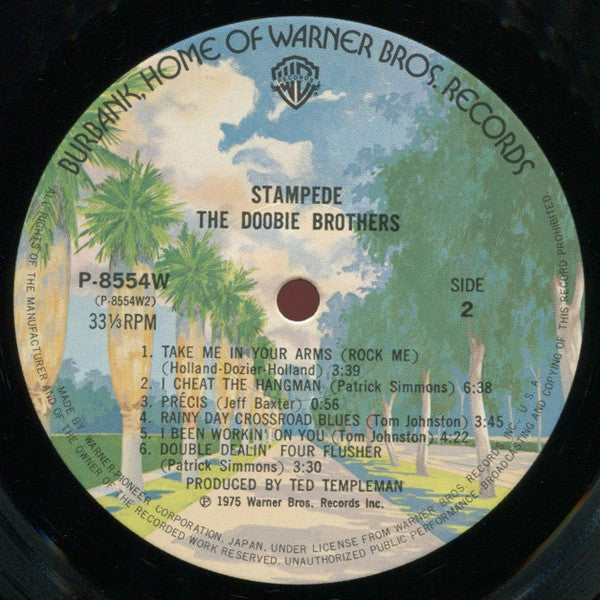 BURBANK, HOME OF WARNER BROS. RECORDS
STAMPEDE
THE DOOBIE BROTHERS
P-8554W
(P-8554W2)
33⅓RPM
SIDE
2
1. TAKE ME IN YOUR ARMS (ROCK ME)
(Holland-Dozier-Holland) 3:39
2. I CHEAT THE HANGMAN (Patrick Simmons) 6:38
3. PRÉCIS (Jeff Baxter) 0:56
4. RAINY DAY CROSSROAD BLUES (Tom Johnston) 3:45
5. I BEEN WORKIN' ON YOU (Tom Johnston) 4:22
6. DOUBLE DEALIN' FOUR FLUSHER
(Patrick Simmons) 3:30
PRODUCED BY TED TEMPLEMAN
℗ 1975 Warner Bros. Records Inc.
MADE BY WARNER-PIONEER CORPORATION, JAPAN, UNDER LICENSE FROM WARNER BROS. RECORDS INC., U.S.A.
ALL RIGHTS OF THE MANUFACTURER AND OF THE OWNER OF THE RECORDED WORK RESERVED. UNAUTHORIZED PUBLIC PERFORMANCE, BROADCASTING AND COPYING OF THIS RECORD PROHIBITED